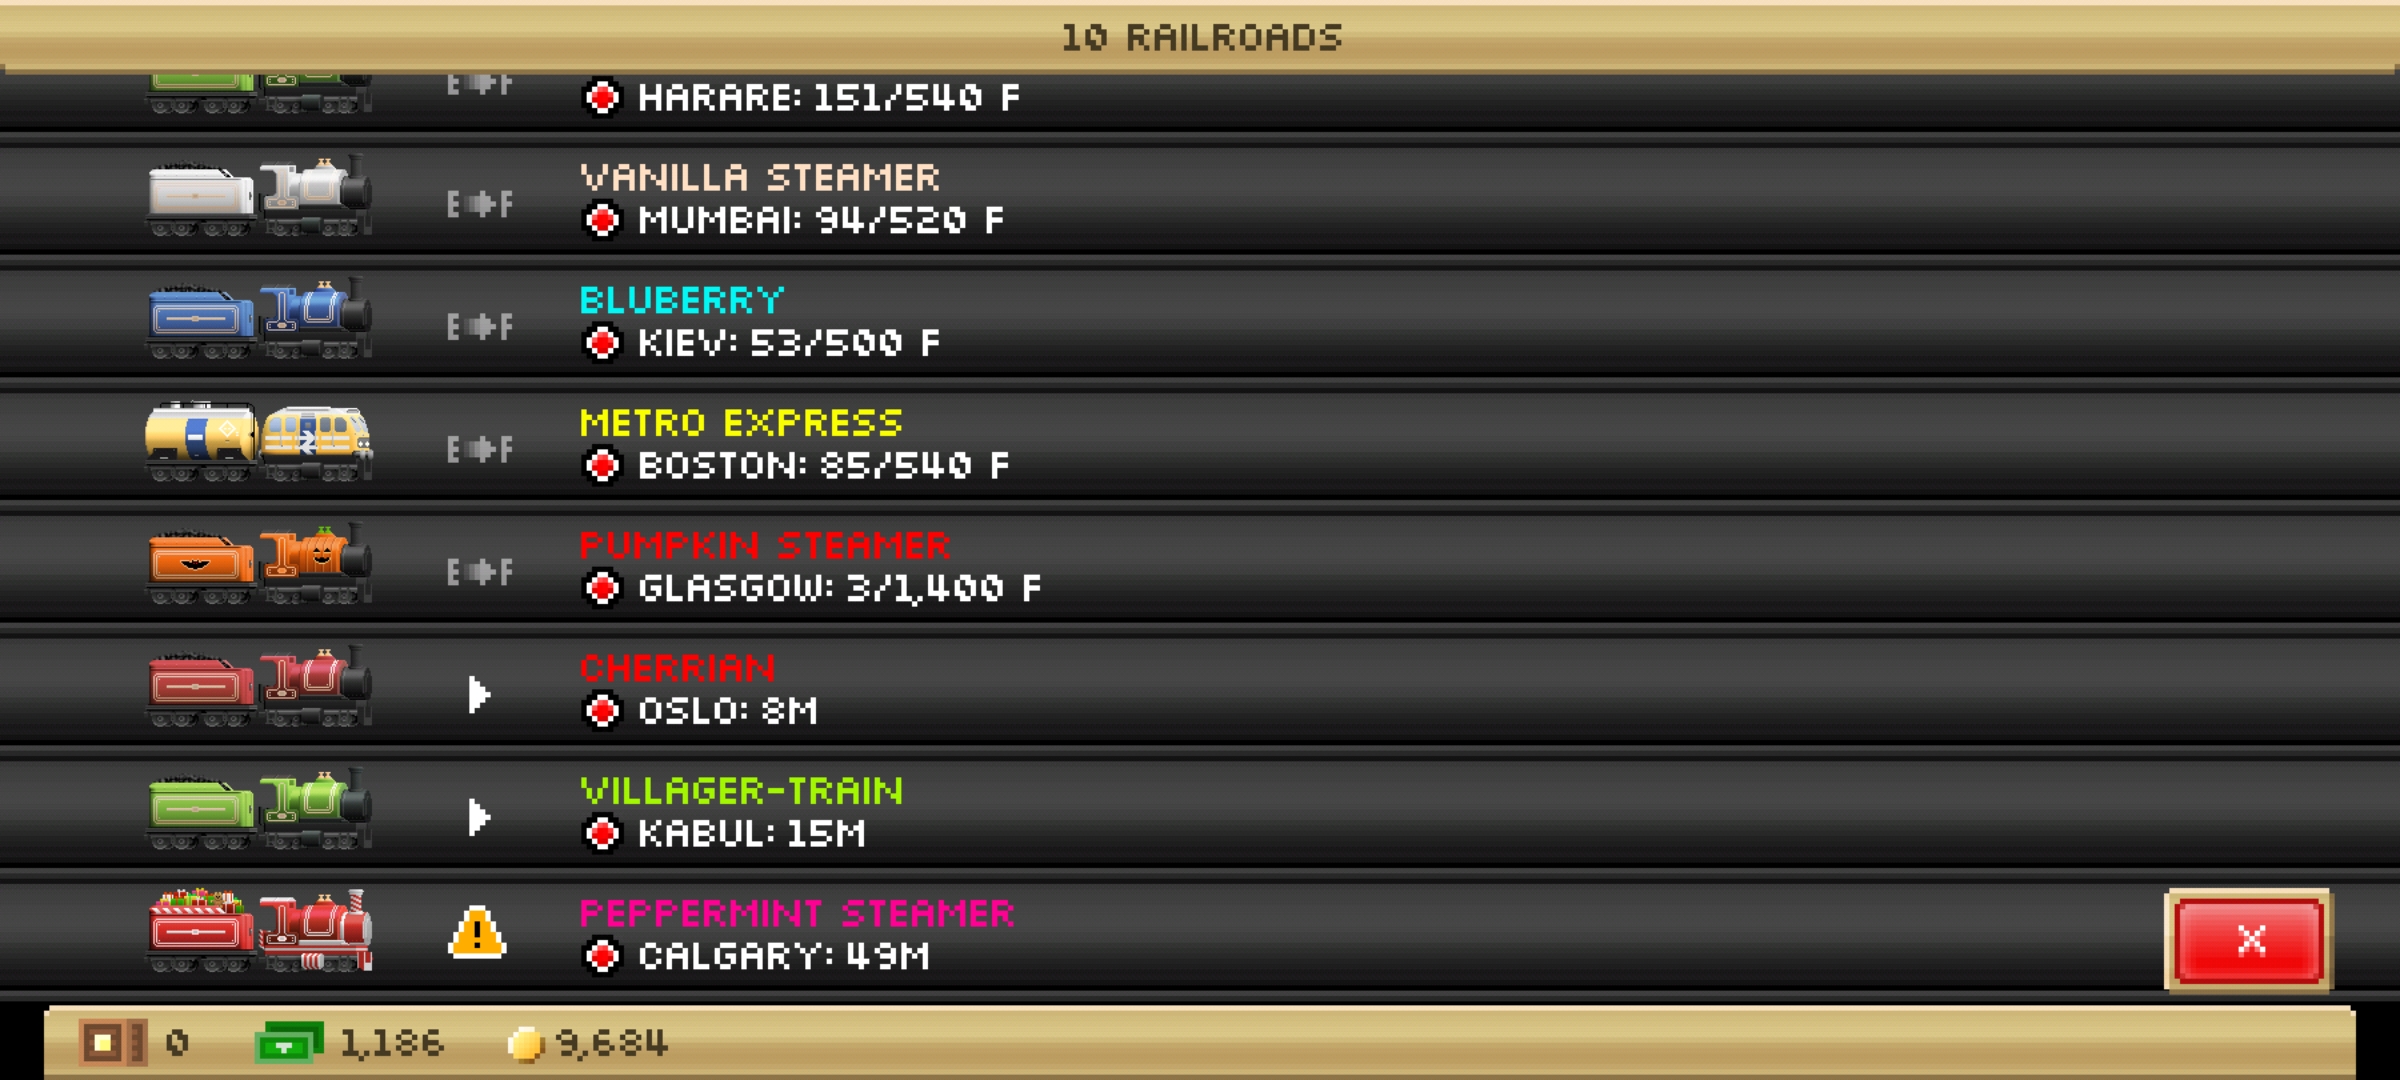 10 RAILROADS
E F
HARARE: 151/540 F
VANILLA STEAMER
E F
MUMBAI: 94/520 F
BLUBERRY
E F
KIEV: 53/500 F
METRO EXPRESS
E F
BOSTON: 85/540 F
PUMPKIN STEAMER
E F
GLASGOW: 3/1,400 F
CHERRIAN
OSLO: 8M
VILLAGER-TRAIN
KABUL: 15M
PEPPERMINT STEAMER
!
CALGARY: 49M
X
0 1,186 9,684